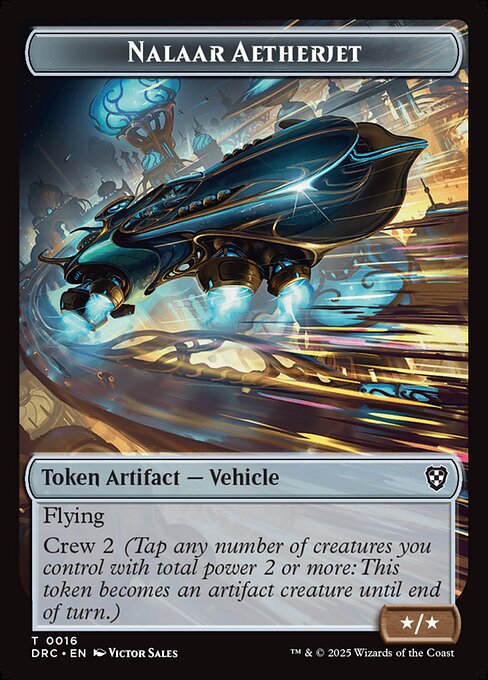 Nalaar Aetherjet
Token Artifact — Vehicle
Flying
Crew 2 (Tap any number of creatures you
control with total power 2 or more: This
token becomes an artifact creature until end
of turn.)
★/★
T 0016
DRC • EN Victor Sales
™ & © 2025 Wizards of the Coast